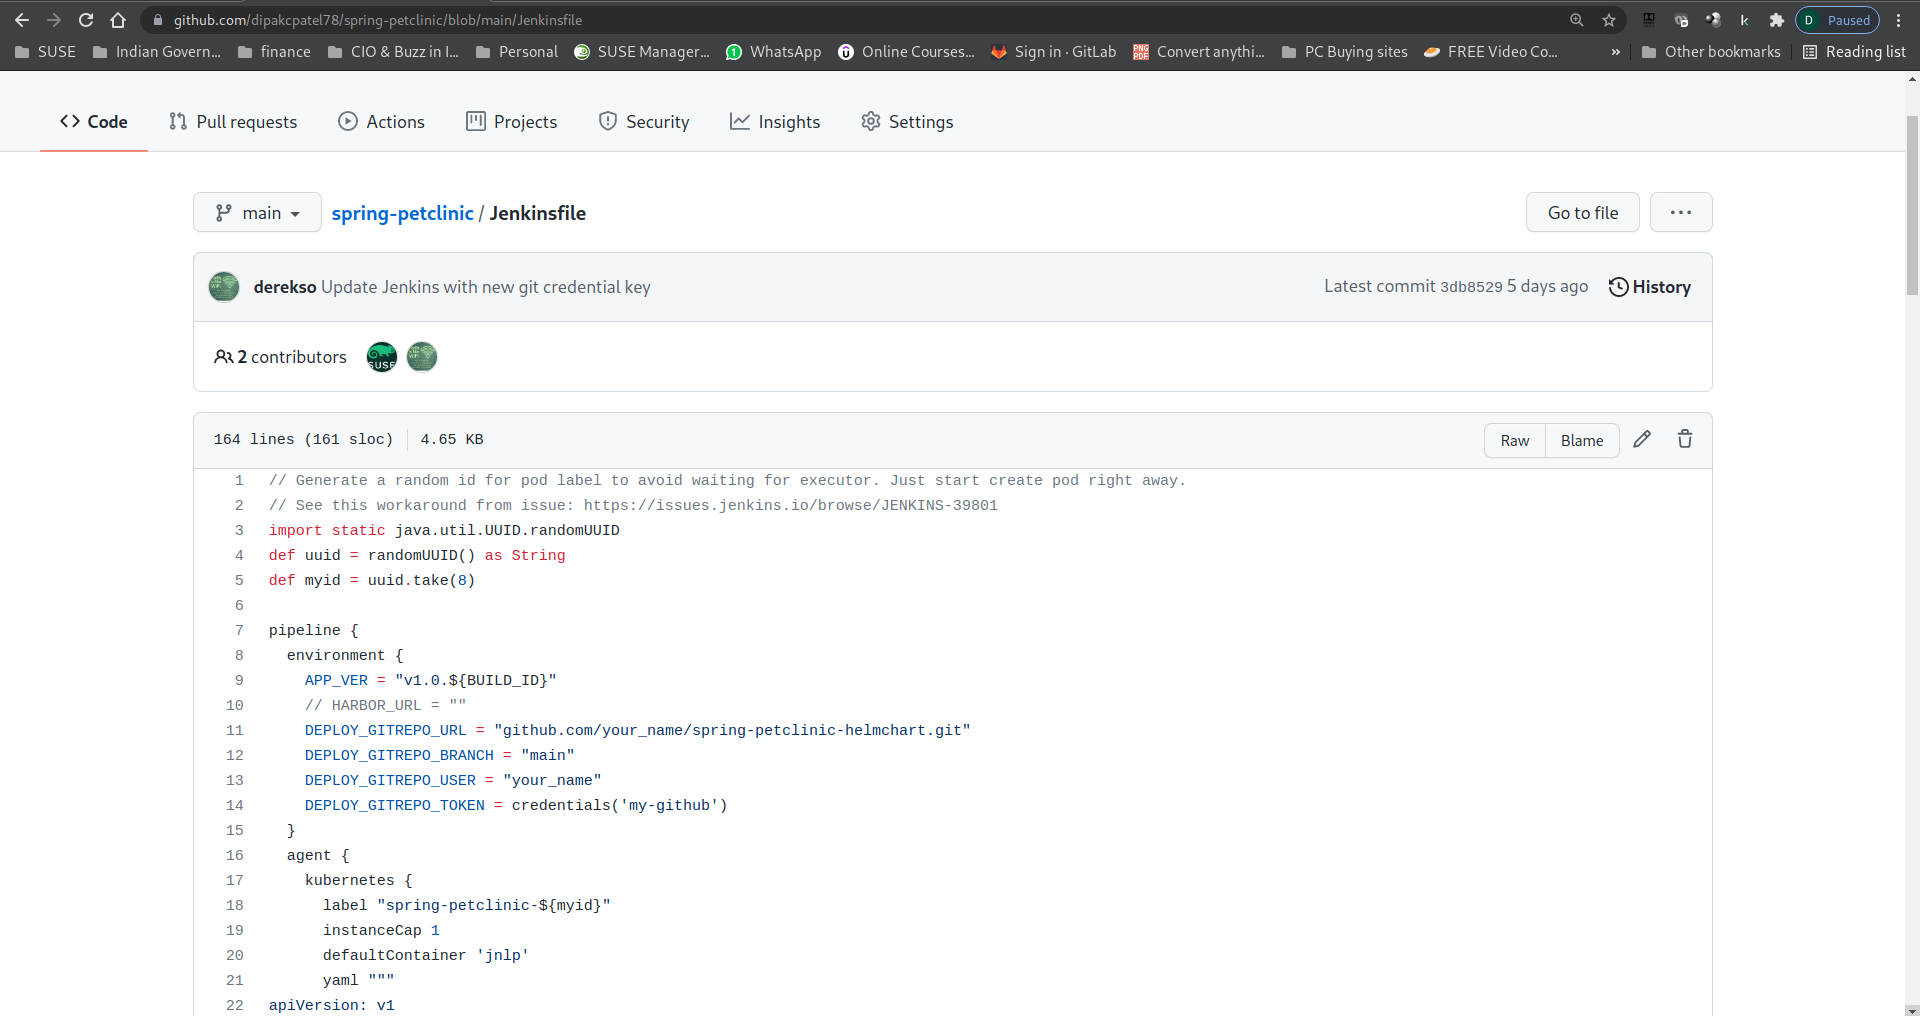 github.com/dipakcpatel78/spring-petclinic/blob/main/Jenkinsfile
k
D Paused
SUSE Indian Govern... finance CIO & Buzz in I... Personal SUSE Manager... 1 WhatsApp Online Courses... Sign in · GitLab PNG PDF Convert anythi... PC Buying sites FREE Video Co... » Other bookmarks Reading list
Code Pull requests Actions Projects Security Insights Settings
main spring-petclinic / Jenkinsfile Go to file ...
derekso Update Jenkins with new git credential key Latest commit 3db8529 5 days ago History
2 contributors SUSE
164 lines (161 sloc) 4.65 KB Raw Blame
1 // Generate a random id for pod label to avoid waiting for executor. Just start create pod right away.
2 // See this workaround from issue: https://issues.jenkins.io/browse/JENKINS-39801
3 import static java.util.UUID.randomUUID
4 def uuid = randomUUID() as String
5 def myid = uuid.take(8)
6
7 pipeline {
8   environment {
9     APP_VER = "v1.0.${BUILD_ID}"
10     // HARBOR_URL = ""
11     DEPLOY_GITREPO_URL = "github.com/your_name/spring-petclinic-helmchart.git"
12     DEPLOY_GITREPO_BRANCH = "main"
13     DEPLOY_GITREPO_USER = "your_name"
14     DEPLOY_GITREPO_TOKEN = credentials('my-github')
15   }
16   agent {
17     kubernetes {
18       label "spring-petclinic-${myid}"
19       instanceCap 1
20       defaultContainer 'jnlp'
21       yaml """
22 apiVersion: v1